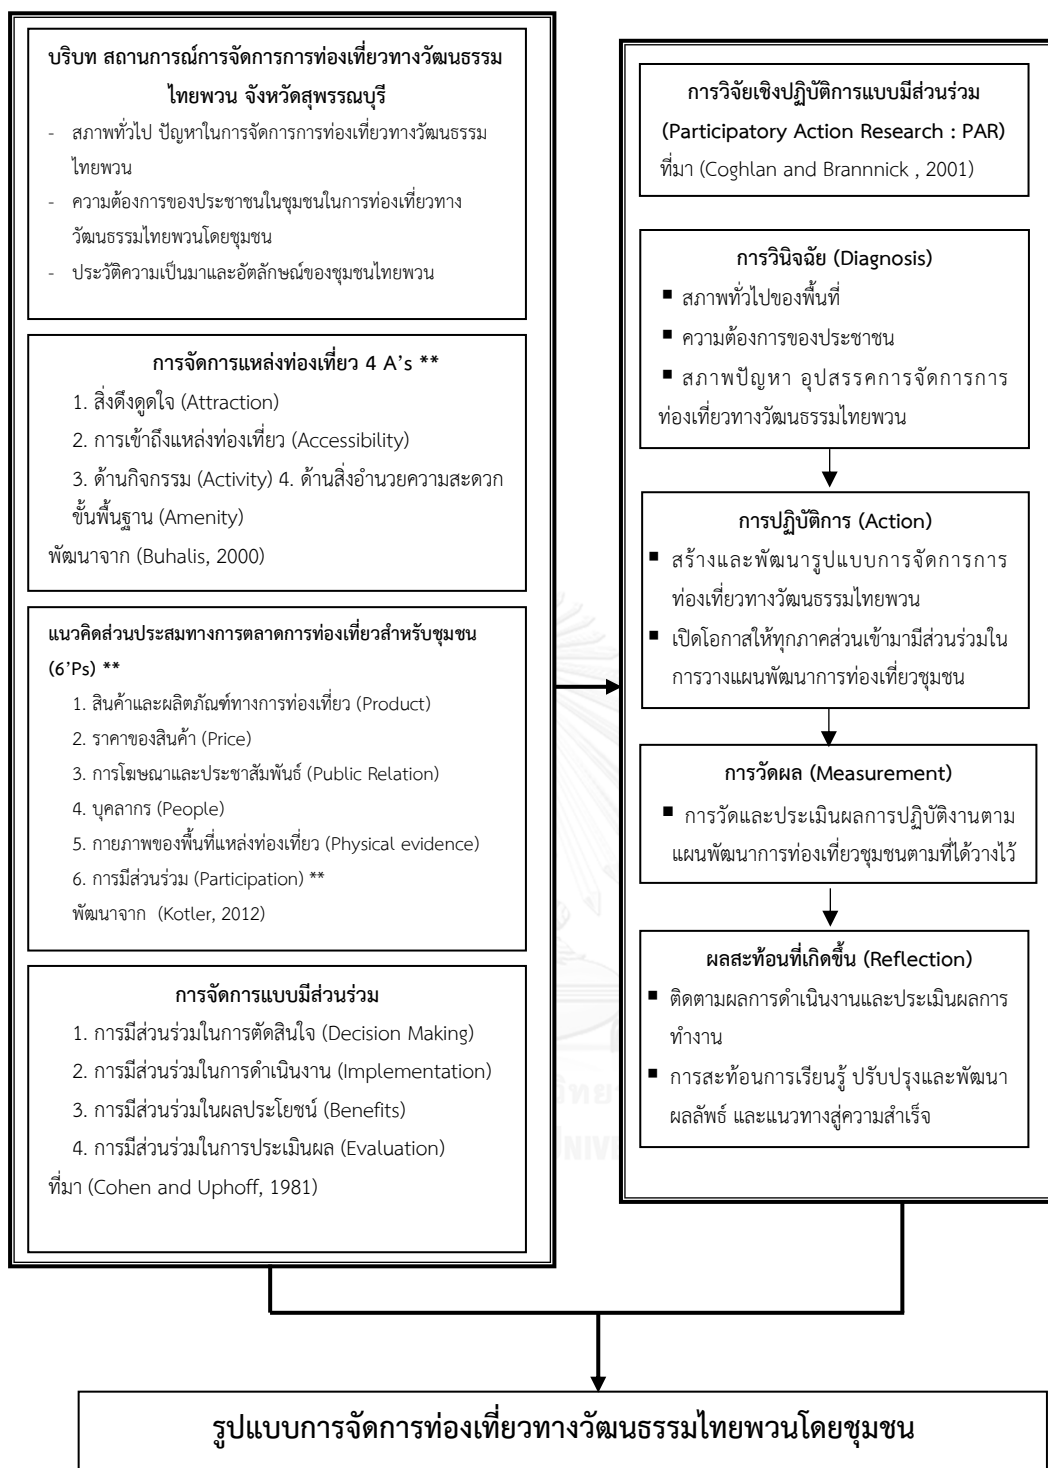 บริบท สถานการณ์การจัดการการท่องเที่ยวทางวัฒนธรรม
ไทยพวน จังหวัดสุพรรณบุรี
- สภาพทั่วไป ปัญหาในการจัดการการท่องเที่ยวทางวัฒนธรรม
ไทยพวน
- ความต้องการของประชาชนในชุมชนในการท่องเที่ยวทาง
วัฒนธรรมไทยพวนโดยชุมชน
- ประวัติความเป็นมาและอัตลักษณ์ของชุมชนไทยพวน
การจัดการแหล่งท่องเที่ยว 4 A's **
1. สิ่งดึงดูดใจ (Attraction)
2. การเข้าถึงแหล่งท่องเที่ยว (Accessibility)
3. ด้านกิจกรรม (Activity) 4. ด้านสิ่งอำนวยความสะดวก
ขั้นพื้นฐาน (Amenity)
พัฒนาจาก (Buhalis, 2000)
แนวคิดส่วนประสมทางการตลาดการท่องเที่ยวสำหรับชุมชน
(6'Ps) **
1. สินค้าและผลิตภัณฑ์ทางการท่องเที่ยว (Product)
2. ราคาของสินค้า (Price)
3. การโฆษณาและประชาสัมพันธ์ (Public Relation)
4. บุคลากร (People)
5. กายภาพของพื้นที่แหล่งท่องเที่ยว (Physical evidence)
6. การมีส่วนร่วม (Participation) **
พัฒนาจาก (Kotler, 2012)
การจัดการแบบมีส่วนร่วม
1. การมีส่วนร่วมในการตัดสินใจ (Decision Making)
2. การมีส่วนร่วมในการดำเนินงาน (Implementation)
3. การมีส่วนร่วมในผลประโยชน์ (Benefits)
4. การมีส่วนร่วมในการประเมินผล (Evaluation)
ที่มา (Cohen and Uphoff, 1981)
การวิจัยเชิงปฏิบัติการแบบมีส่วนร่วม
(Participatory Action Research : PAR)
ที่มา (Coghlan and Brannnick , 2001)
การวินิจฉัย (Diagnosis)
▪ สภาพทั่วไปของพื้นที่
▪ ความต้องการของประชาชน
▪ สภาพปัญหา อุปสรรคการจัดการการ
ท่องเที่ยวทางวัฒนธรรมไทยพวน
การปฏิบัติการ (Action)
▪ สร้างและพัฒนารูปแบบการจัดการการ
ท่องเที่ยวทางวัฒนธรรมไทยพวน
▪ เปิดโอกาสให้ทุกภาคส่วนเข้ามามีส่วนร่วมใน
การวางแผนพัฒนาการท่องเที่ยวชุมชน
การวัดผล (Measurement)
▪ การวัดและประเมินผลการปฏิบัติงานตาม
แผนพัฒนาการท่องเที่ยวชุมชนตามที่ได้วางไว้
ผลสะท้อนที่เกิดขึ้น (Reflection)
▪ ติดตามผลการดำเนินงานและประเมินผลการ
ทำงาน
▪ การสะท้อนการเรียนรู้ ปรับปรุงและพัฒนา
ผลลัพธ์ และแนวทางสู่ความสำเร็จ
รูปแบบการจัดการท่องเที่ยวทางวัฒนธรรมไทยพวนโดยชุมชน